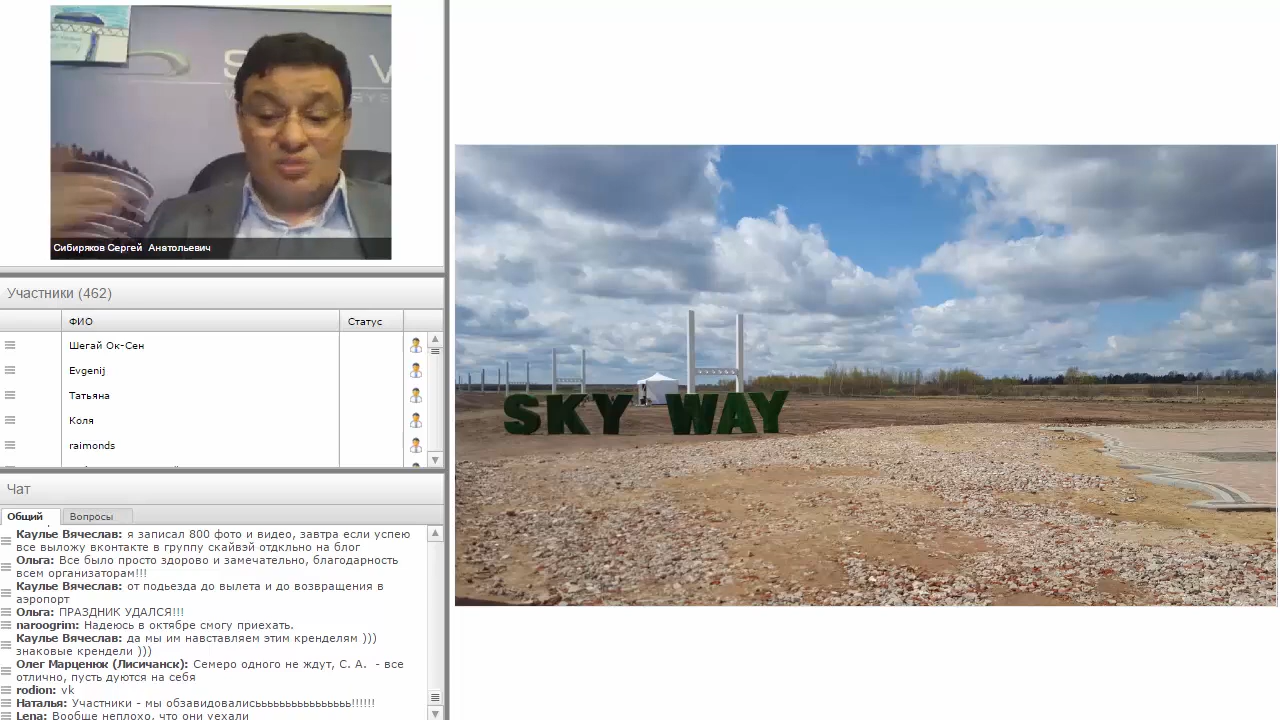 S V
Сибиряков Сергей Анатольевич
Участники (462)
ФИО Статус
Шегай Ок-Сен
Evgenij
Татьяна
Коля
raimonds
Чат
Общий Вопросы
Каулье Вячеслав: я записал 800 фото и видео, завтра если успею
все выложу вконтакте в группу скайвэй отдкльно на блог
Ольга: Все было просто здорово и замечательно, благодарность
всем организаторам!!!
Каулье Вячеслав: от подьезда до вылета и до возвращения в
аэропорт
Ольга: ПРАЗДНИК УДАЛСЯ!!!
naroogrim: Надеюсь в октябре смогу приехать.
Каулье Вячеслав: да мы им навставляем этим кренделям )))
знаковые крендели )))
Олег Марценюк (Лисичанск): Семеро одного не ждут, С. А. - все
отлично, пусть дуются на себя
rodion: vk
Наталья: Участники - мы обзавидовалисьььььььььььььььь!!!!!!
Lena: Вообще неплохо, что они уехали
SKY WAY